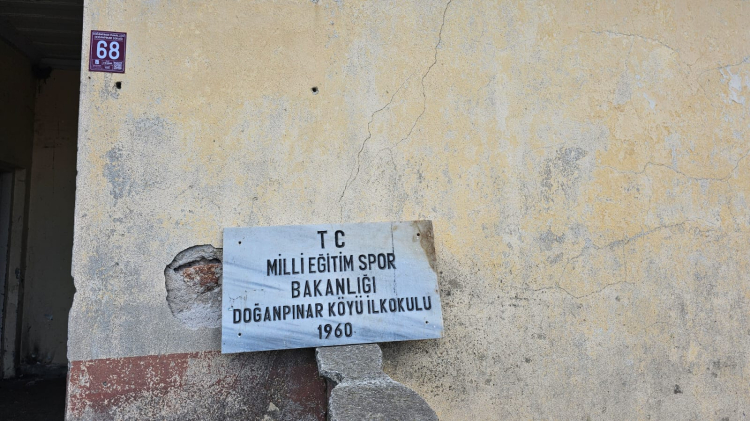 68
T C
MİLLİ EĞİTİM SPOR
BAKANLIĞI
DOĞANPINAR KÖYÜ İLKOKULU
1960